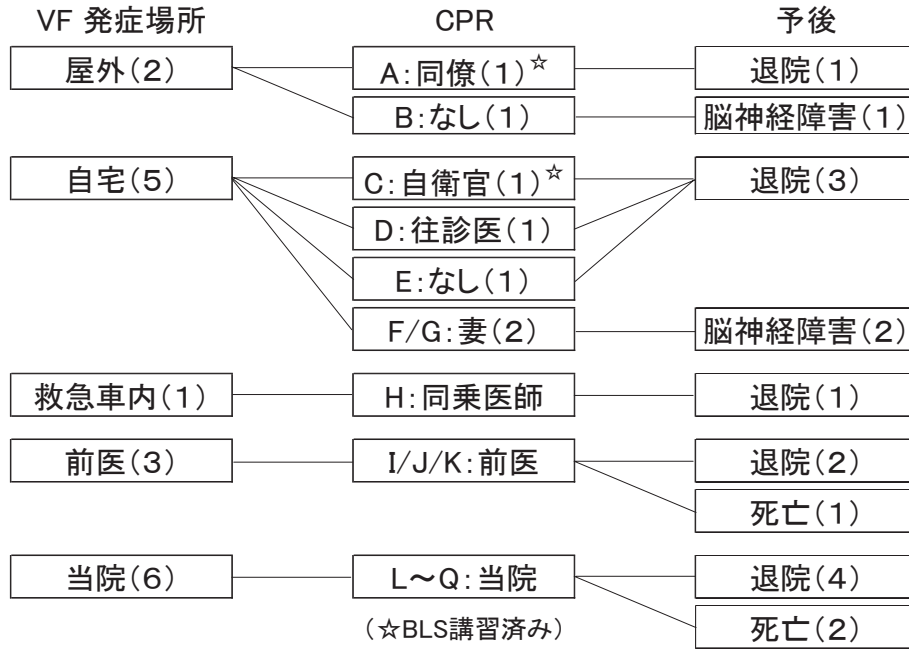 VF 発症場所 CPR 予後
屋外(2) A:同僚(1)☆ 退院(1)
B:なし(1) 脳神経障害(1)
自宅(5) C:自衛官(1)☆ 退院(3)
D:往診医(1)
E:なし(1)
F/G:妻(2) 脳神経障害(2)
救急車内(1) H:同乗医師 退院(1)
前医(3) I/J/K:前医 退院(2)
死亡(1)
当院(6) L～Q:当院 退院(4)
(☆BLS講習済み) 死亡(2)